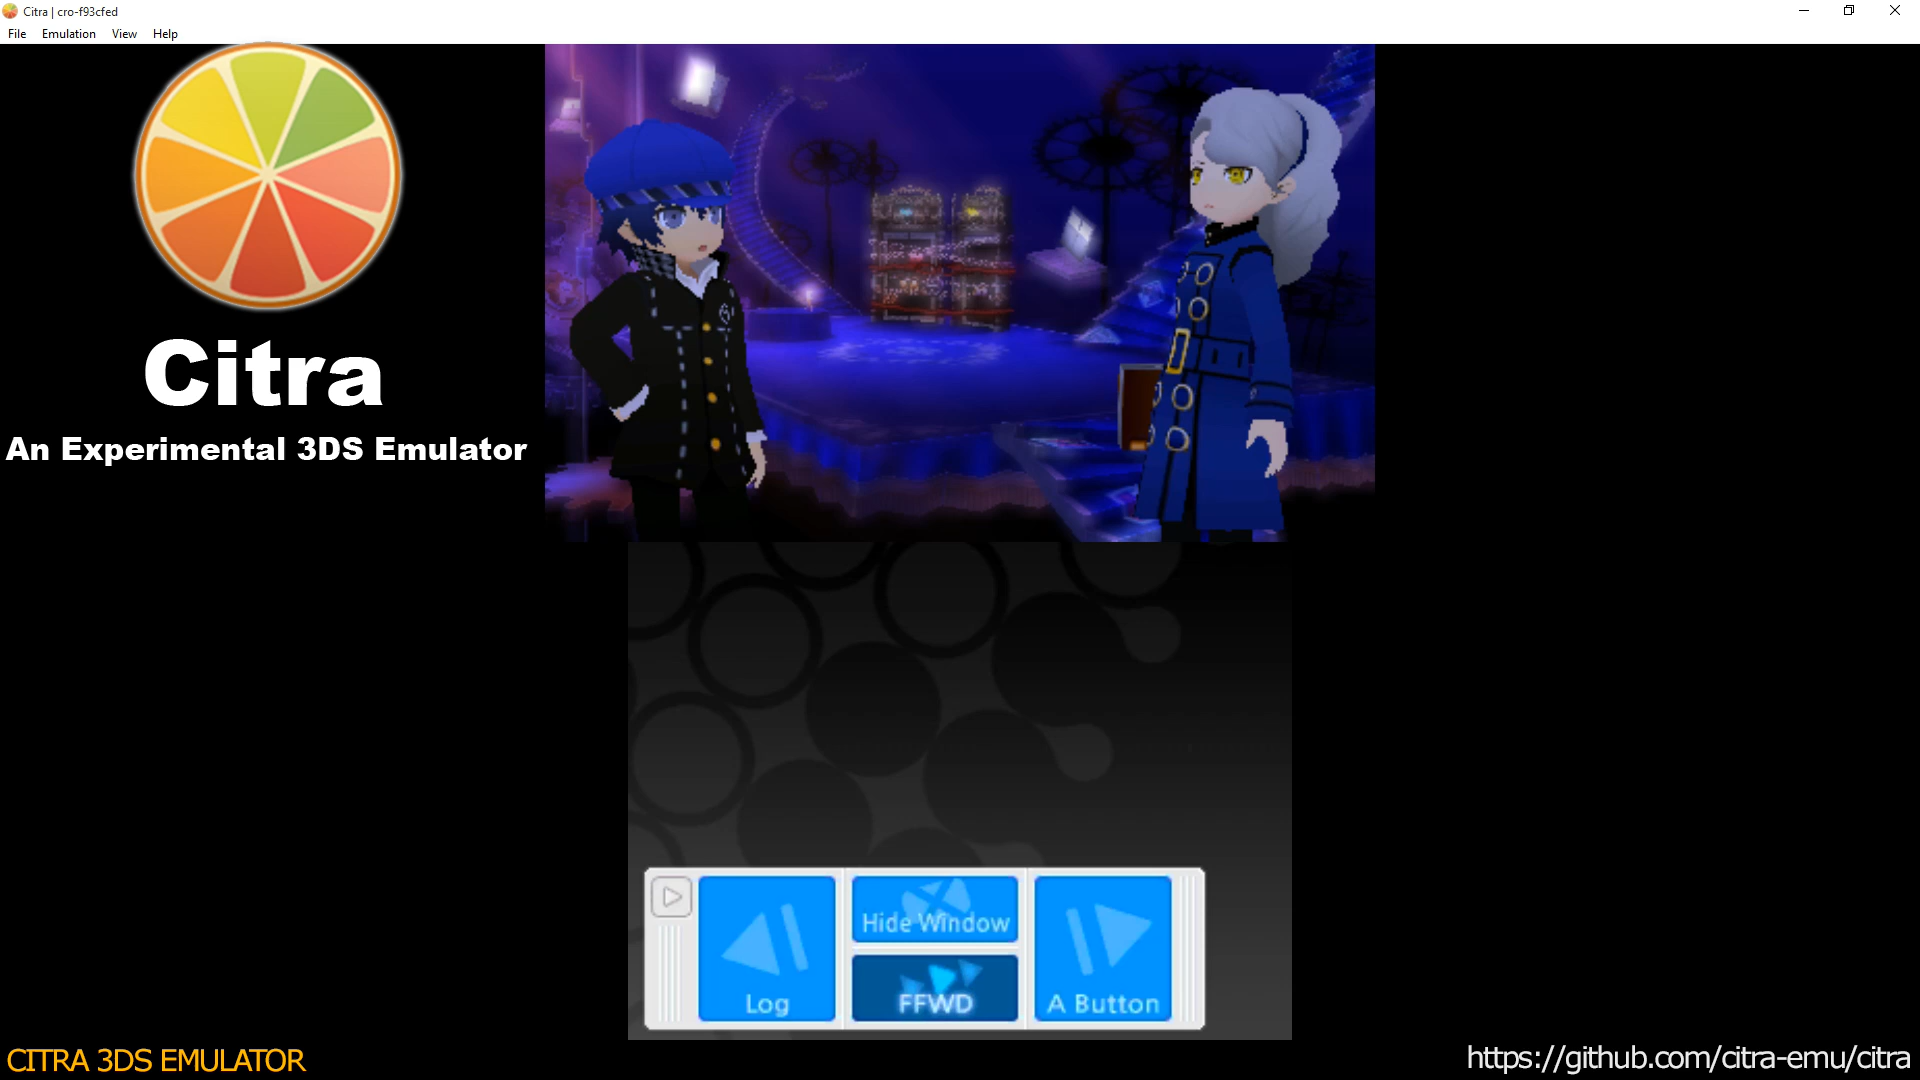 Citra | cro-f93cfed
File Emulation View Help
Citra
An Experimental 3DS Emulator
Hide Window
Log
FFWD
A Button
CITRA 3DS EMULATOR
https://github.com/citra-emu/citra